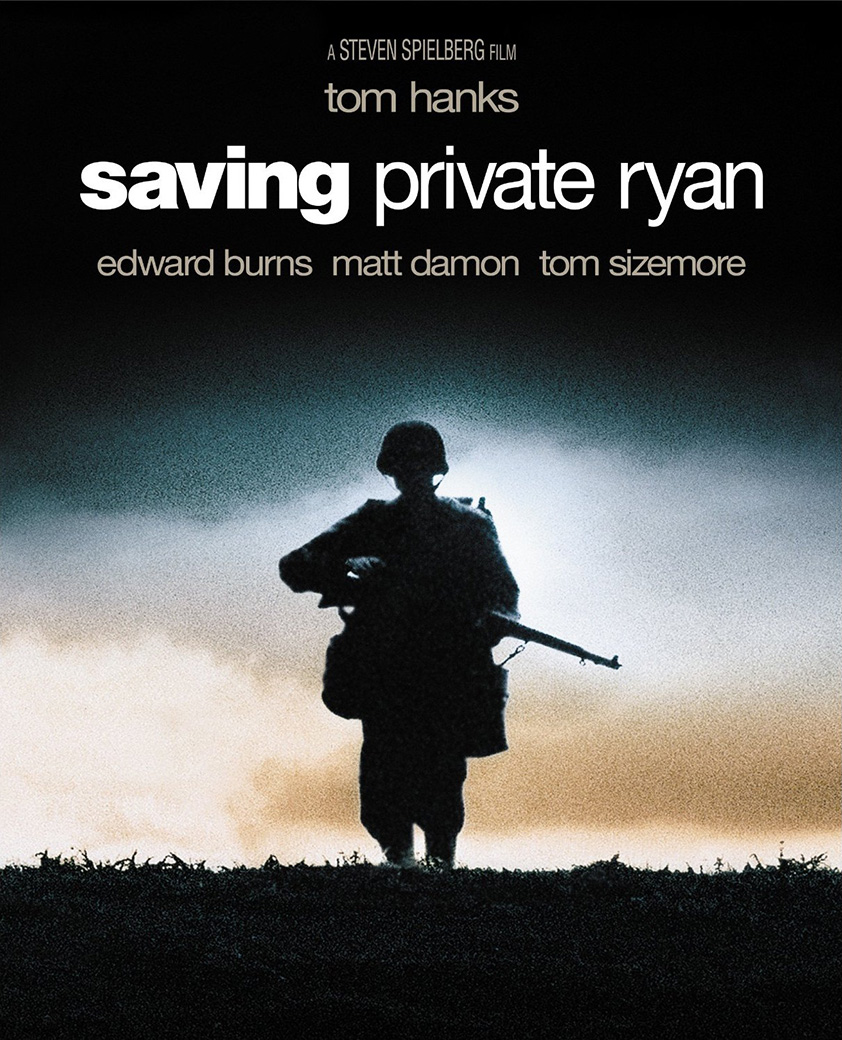 A STEVEN SPIELBERG FILM
tom hanks
saving private ryan
edward burns matt damon tom sizemore